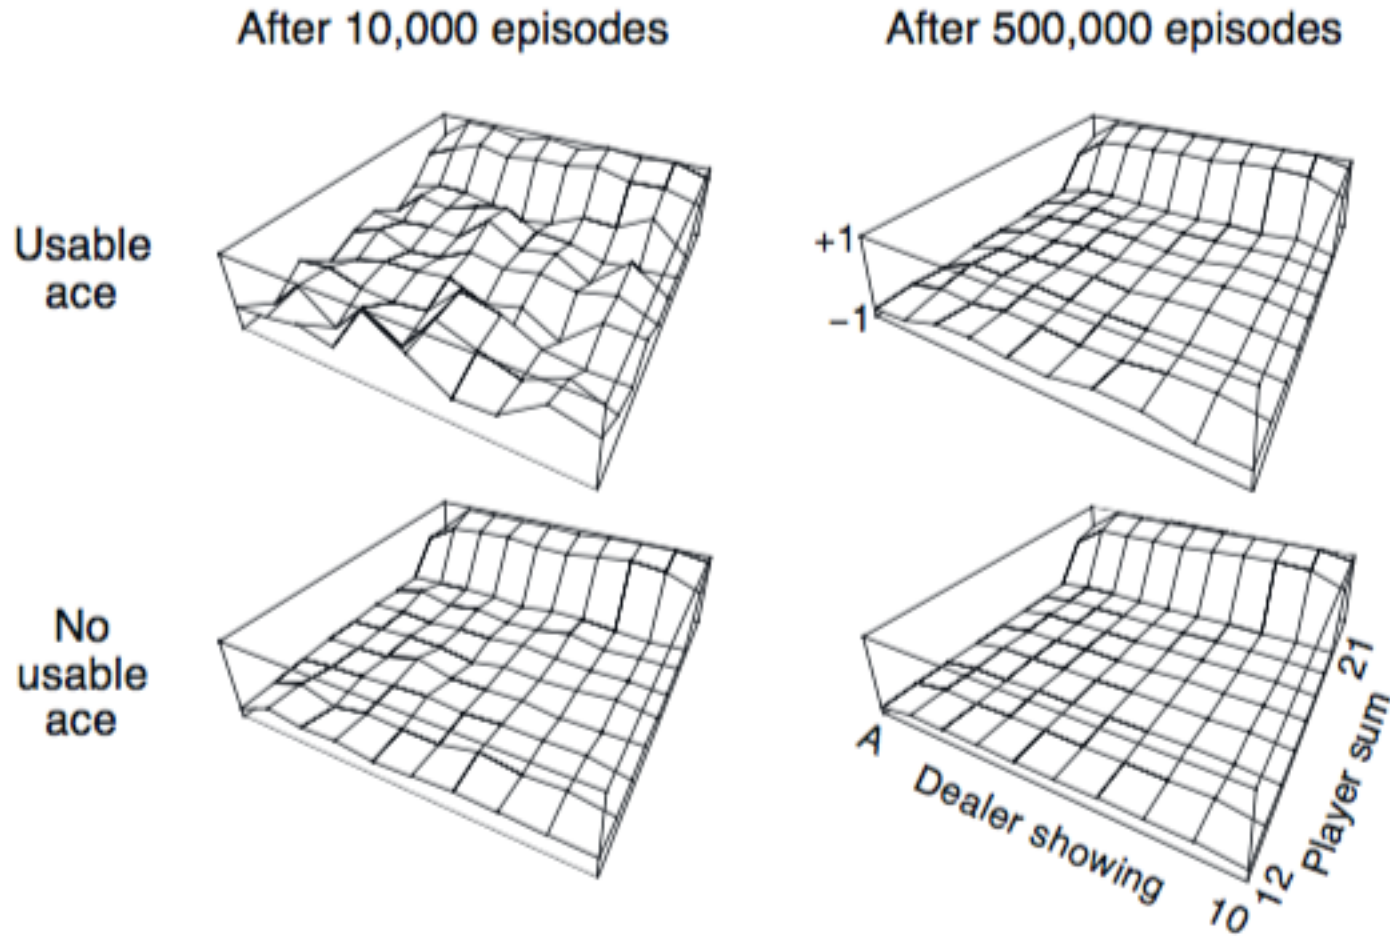 After 10,000 episodes
After 500,000 episodes
Usable
ace
+1
−1
No
usable
ace
A
Dealer showing
10
12
Player sum
21